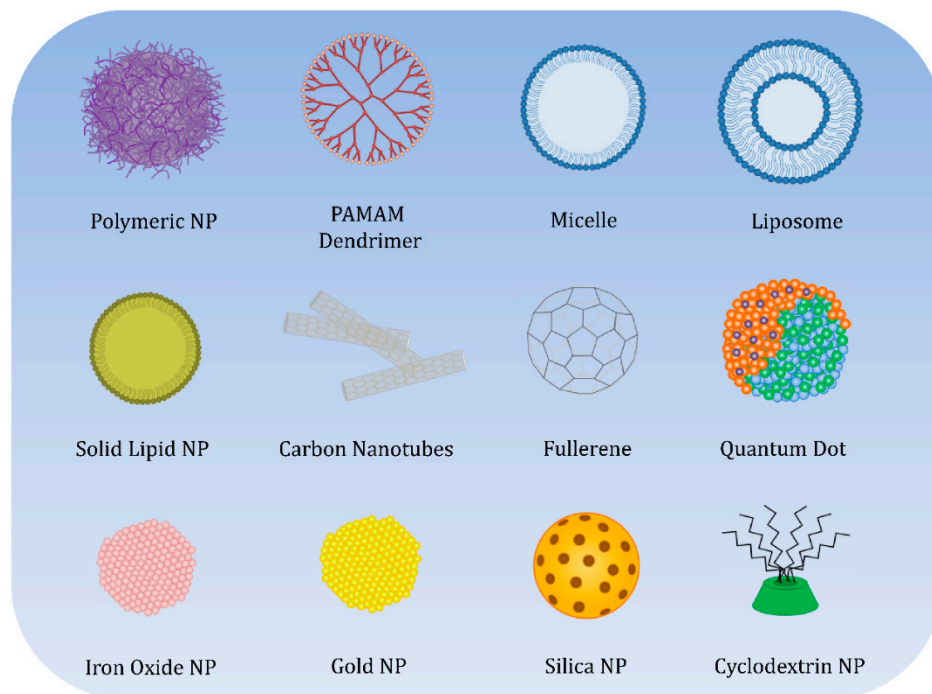 Polymeric NP
PAMAM
Dendrimer
Micelle
Liposome
Solid Lipid NP
Carbon Nanotubes
Fullerene
Quantum Dot
Iron Oxide NP
Gold NP
Silica NP
Cyclodextrin NP